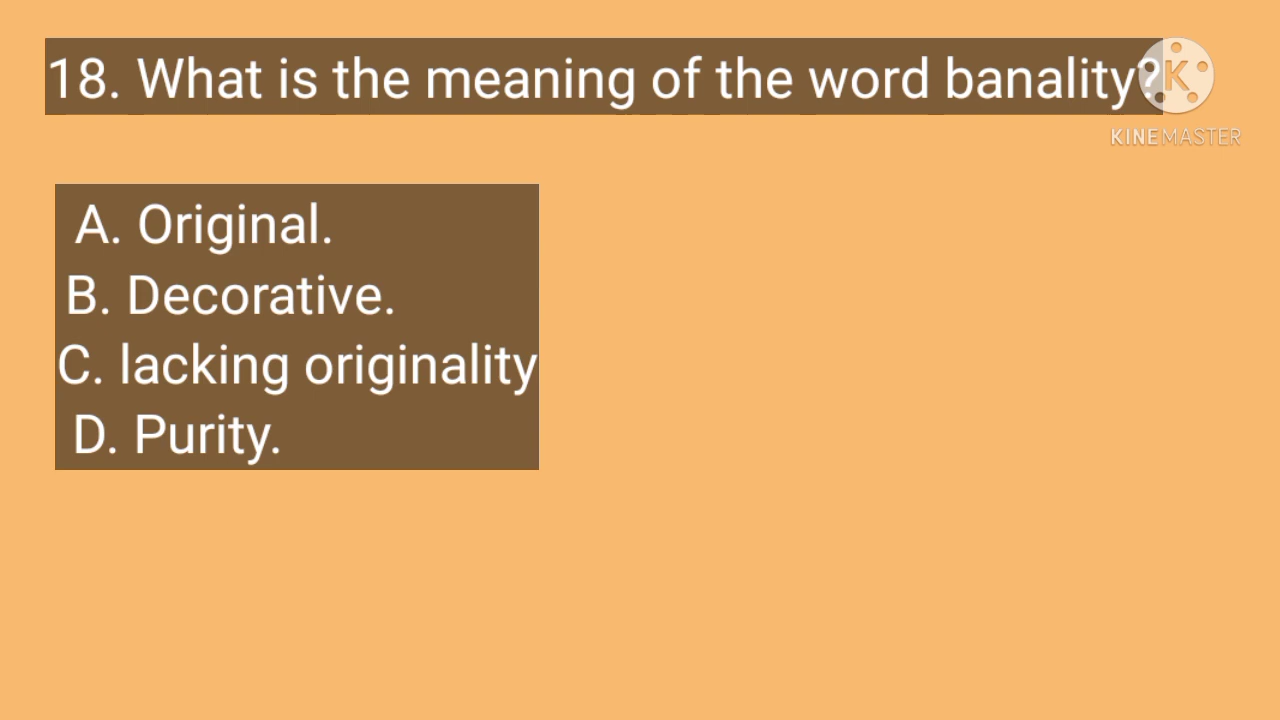 18. What is the meaning of the word banality?
K
KINEMASTER
A. Original.
B. Decorative.
C. lacking originality
D. Purity.